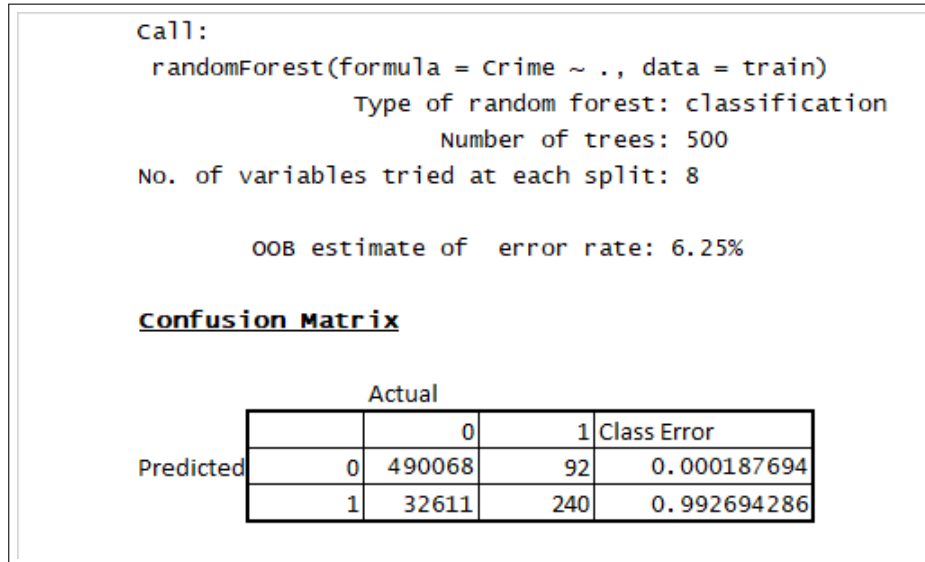 Call:
randomForest(formula = Crime ~ ., data = train)
Type of random forest: classification
Number of trees: 500
No. of variables tried at each split: 8
OOB estimate of  error rate: 6.25%
Confusion Matrix
Actual
0 1 Class Error
Predicted 0 490068 92 0.000187694
1 32611 240 0.992694286